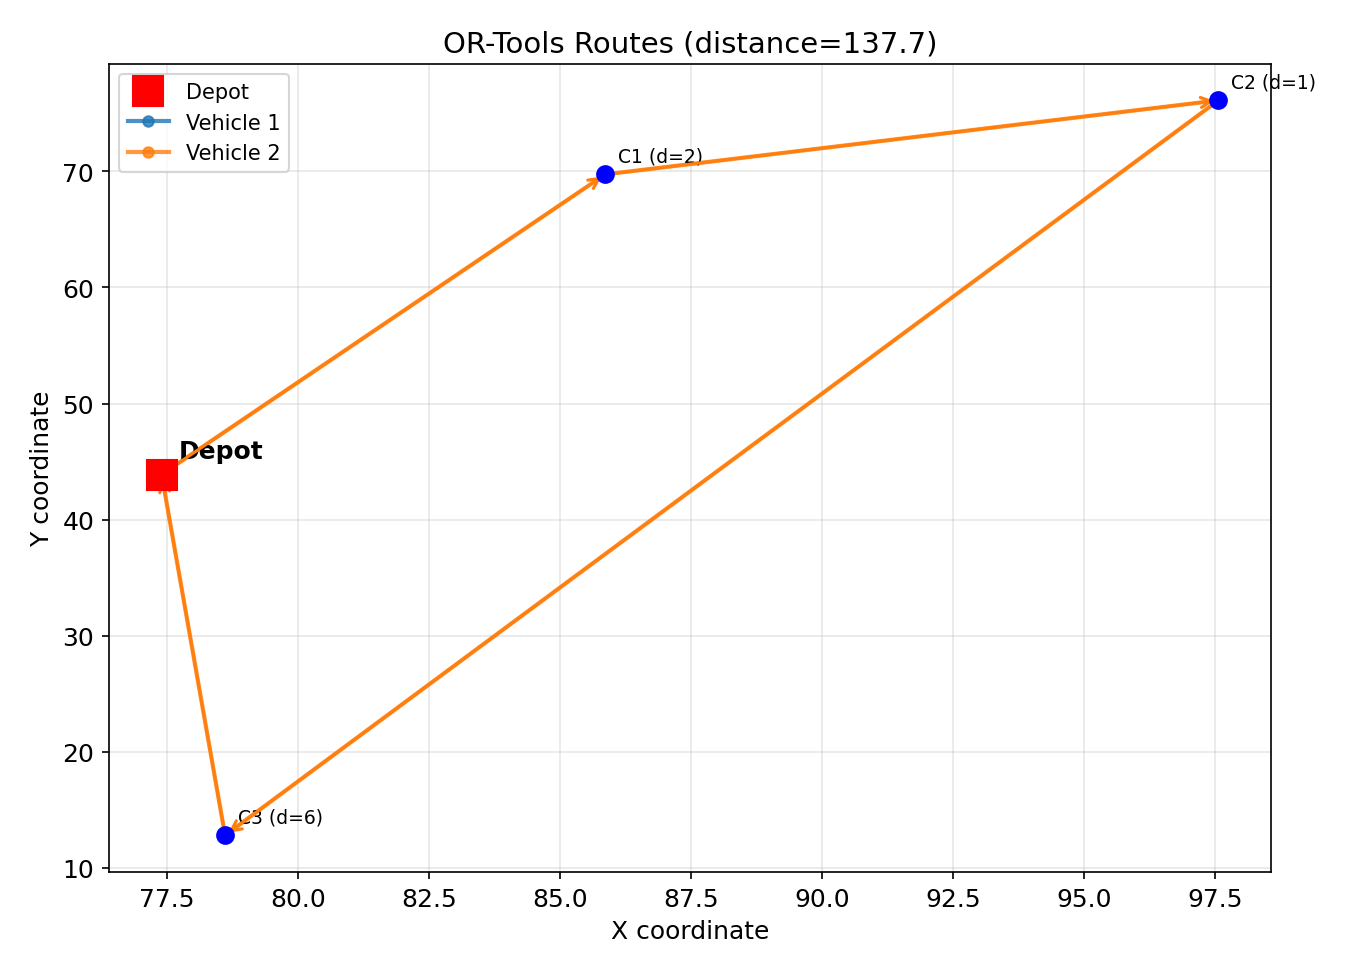 OR-Tools Routes (distance=137.7)
Depot
Vehicle 1
Vehicle 2
C2 (d=1)
C1 (d=2)
Depot
C3 (d=6)
70
60
50
40
30
20
10
Y coordinate
77.5 80.0 82.5 85.0 87.5 90.0 92.5 95.0 97.5
X coordinate